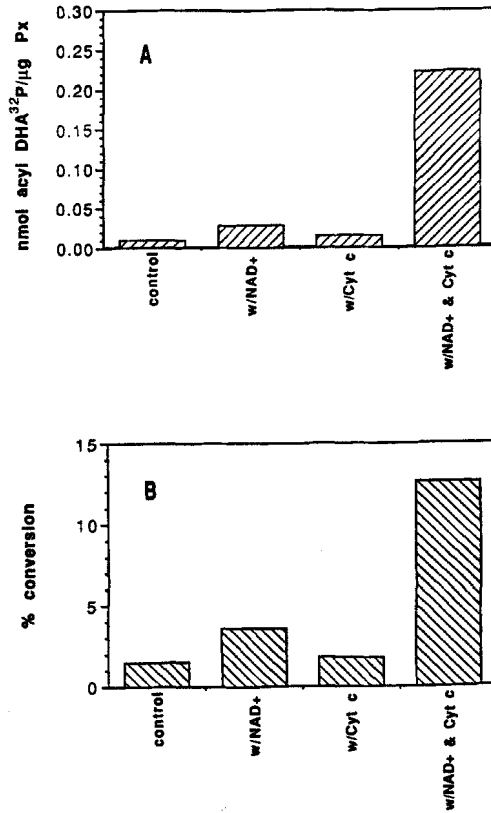 A
nmol acyl DHA³²P/µg Px
0.30
0.25
0.20
0.15
0.10
0.05
0.00
control
w/NAD+
w/Cyt c
w/NAD+ & Cyt c
B
% conversion
15
10
5
0
control
w/NAD+
w/Cyt c
w/NAD+ & Cyt c